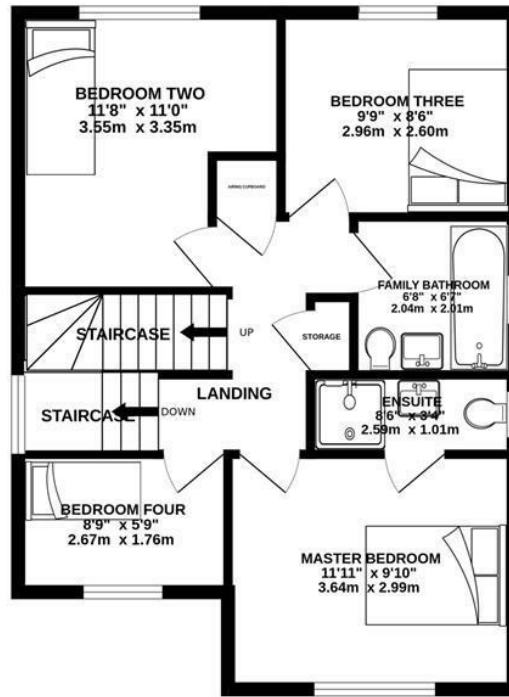 BEDROOM TWO
11'8" x 11'0"
3.55m x 3.35m
BEDROOM THREE
9'9" x 8'6"
2.96m x 2.60m
AIRING CUPBOARD
FAMILY BATHROOM
6'8" x 6'7"
2.04m x 2.01m
STAIRCASE
UP
STORAGE
LANDING
STAIRCASE
DOWN
ENSUITE
8'6" x 3'4"
2.59m x 1.01m
BEDROOM FOUR
8'9" x 5'9"
2.67m x 1.76m
MASTER BEDROOM
11'11" x 9'10"
3.64m x 2.99m